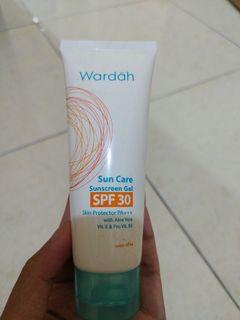 Wardah
Sun Care
Sunscreen Gel
SPF 30
Skin Protector PA+++
with Aloe Vera
Vit. E & Pro Vit. B5